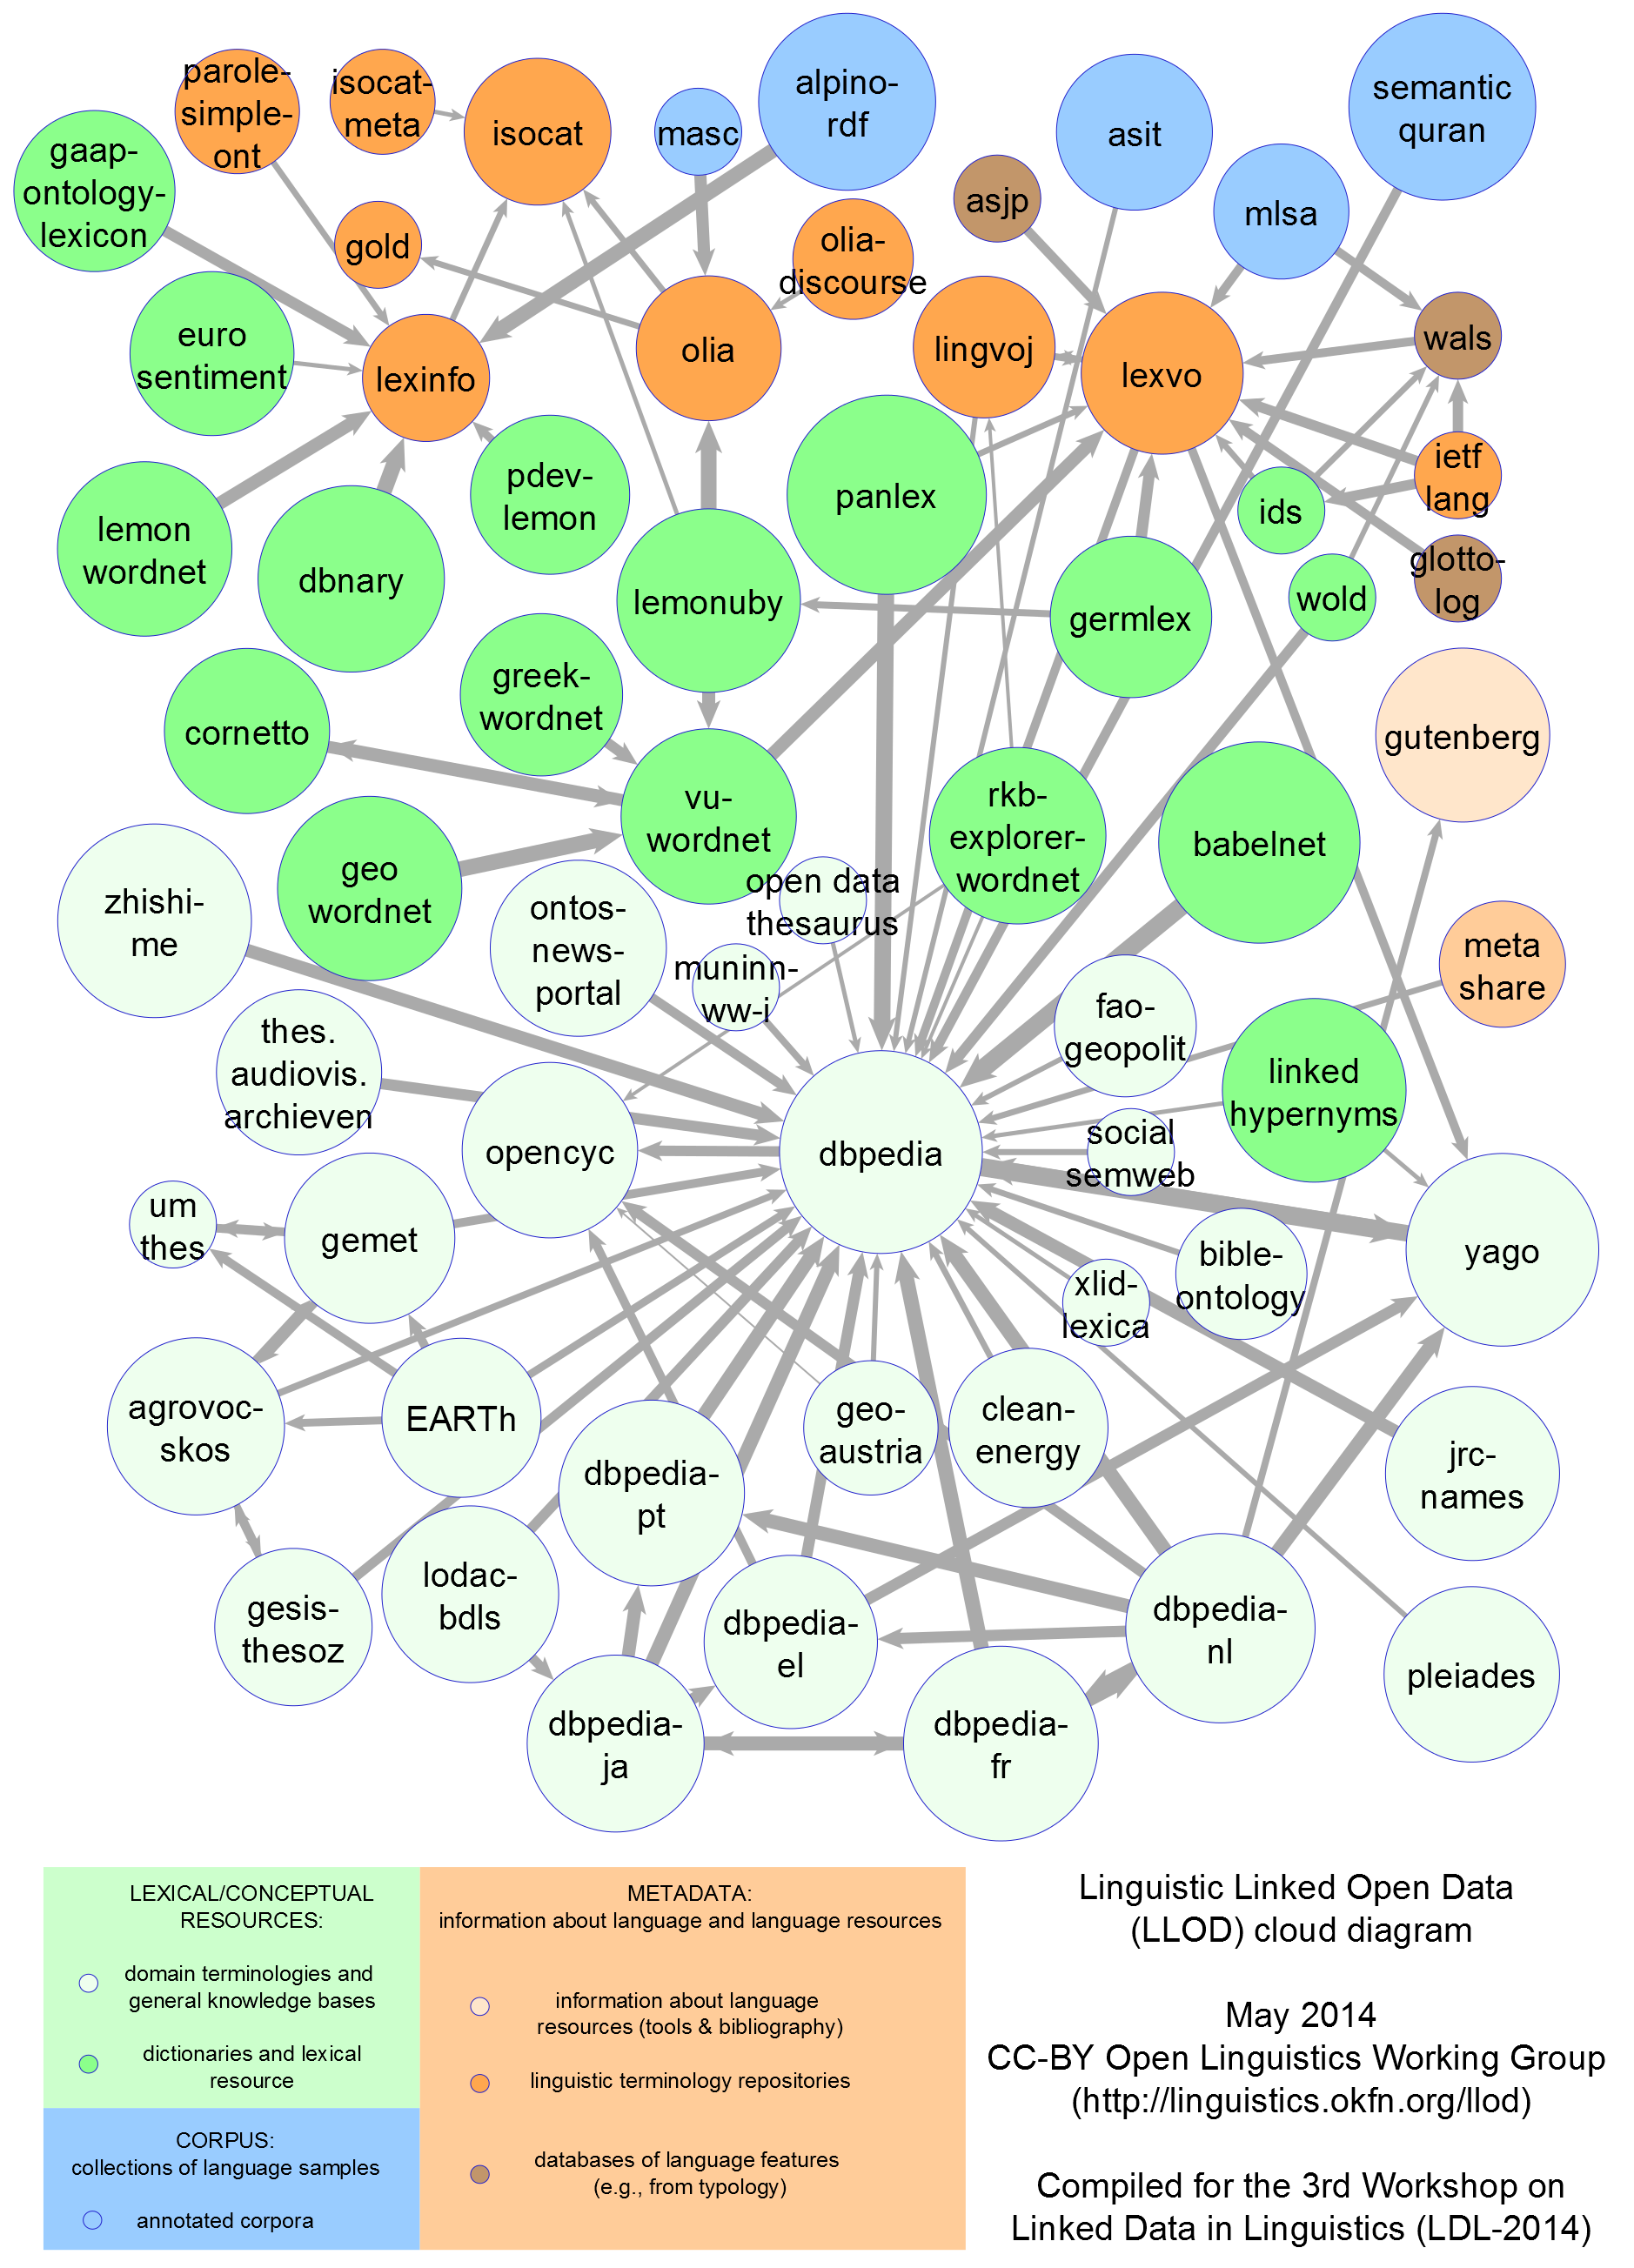 parole-
simple-
ont
isocat-
meta
isocat
masc
alpino-
rdf
asit
semantic
quran
gaap-
ontology-
lexicon
gold
olia-
discourse
asjp
mlsa
euro
sentiment
lexinfo
olia
lingvoj
lexvo
wals
lemon
wordnet
dbnary
pdev-
lemon
panlex
ietf
lang
ids
glotto-
log
wold
lemonuby
germlex
cornetto
greek-
wordnet
gutenberg
vu-
wordnet
rkb-
explorer-
wordnet
babelnet
geo
wordnet
zhishi-
me
ontos-
news-
portal
open data
thesaurus
muninn-
ww-i
meta
share
fao-
geopolit
thes.
audiovis.
archieven
linked
hypernyms
opencyc
dbpedia
social
semweb
um
thes
gemet
yago
bible-
ontology
xlid-
lexica
agrovoc-
skos
EARTh
geo-
austria
clean-
energy
dbpedia-
pt
jrc-
names
lodac-
bdls
gesis-
thesoz
dbpedia-
el
dbpedia-
nl
pleiades
dbpedia-
ja
dbpedia-
fr
LEXICAL/CONCEPTUAL
RESOURCES:
domain terminologies and
general knowledge bases
dictionaries and lexical
resource
CORPUS:
collections of language samples
annotated corpora
METADATA:
information about language and language resources
information about language
resources (tools & bibliography)
linguistic terminology repositories
databases of language features
(e.g., from typology)
Linguistic Linked Open Data
(LLOD) cloud diagram
May 2014
CC-BY Open Linguistics Working Group
(http://linguistics.okfn.org/llod)
Compiled for the 3rd Workshop on
Linked Data in Linguistics (LDL-2014)